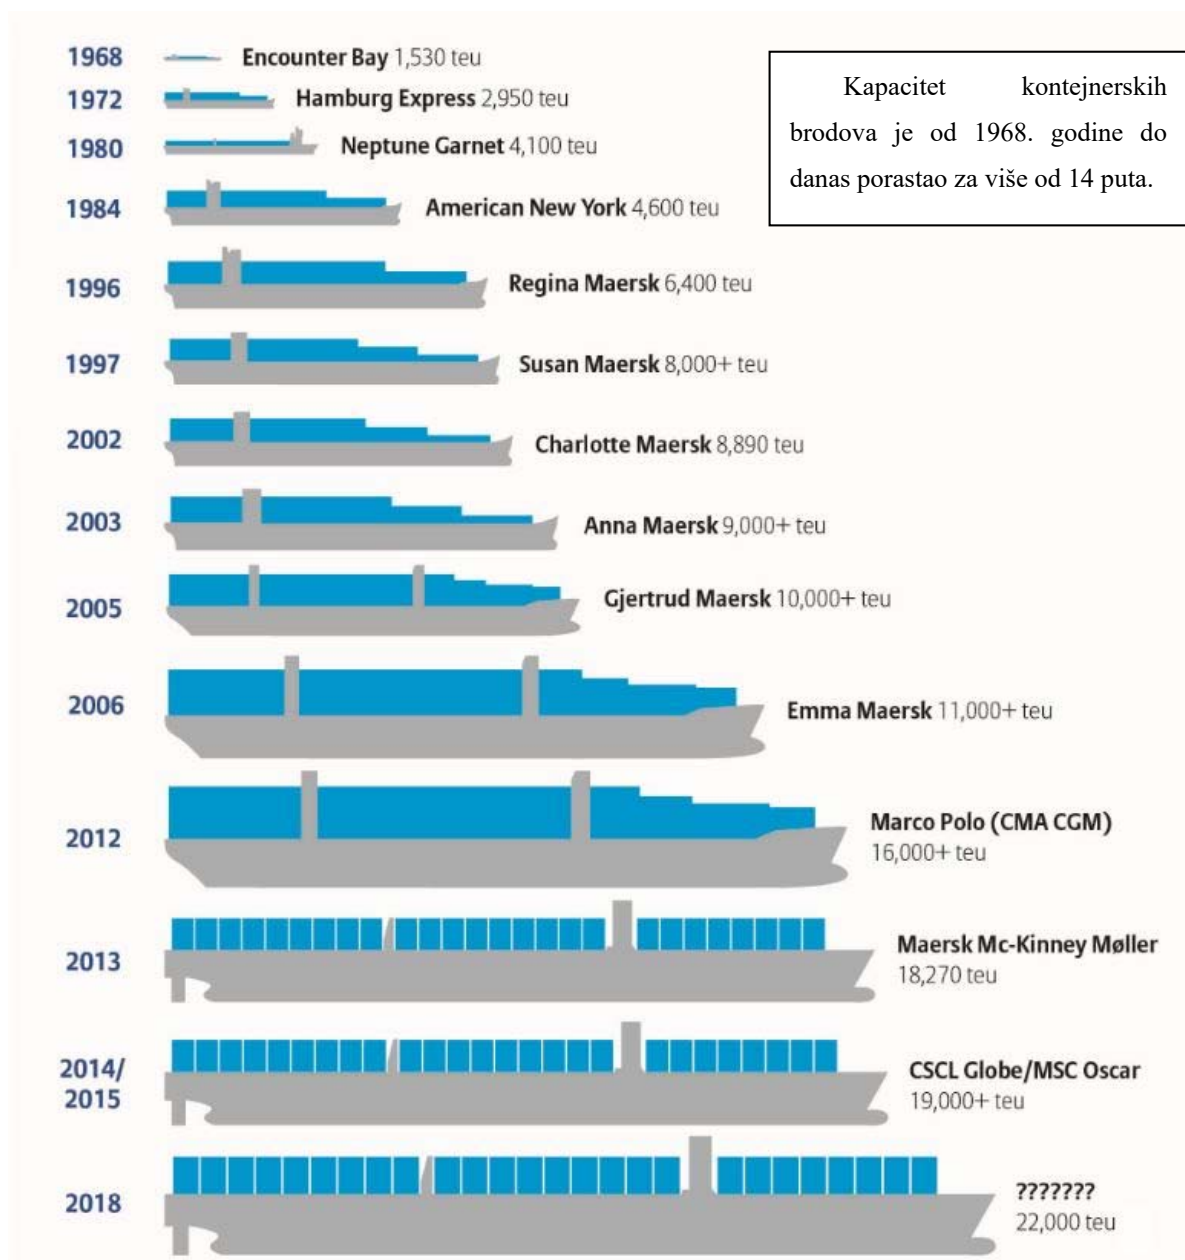 1968 Encounter Bay 1,530 teu
Kapacitet kontejnerskih
brodova je od 1968. godine do
danas porastao za više od 14 puta.
1972 Hamburg Express 2,950 teu
1980 Neptune Garnet 4,100 teu
1984 American New York 4,600 teu
1996 Regina Maersk 6,400 teu
1997 Susan Maersk 8,000+ teu
2002 Charlotte Maersk 8,890 teu
2003 Anna Maersk 9,000+ teu
2005 Gjertrud Maersk 10,000+ teu
2006 Emma Maersk 11,000+ teu
2012 Marco Polo (CMA CGM)
16,000+ teu
2013 Maersk Mc-Kinney Møller
18,270 teu
2014/
2015
CSCL Globe/MSC Oscar
19,000+ teu
2018 ???????
22,000 teu